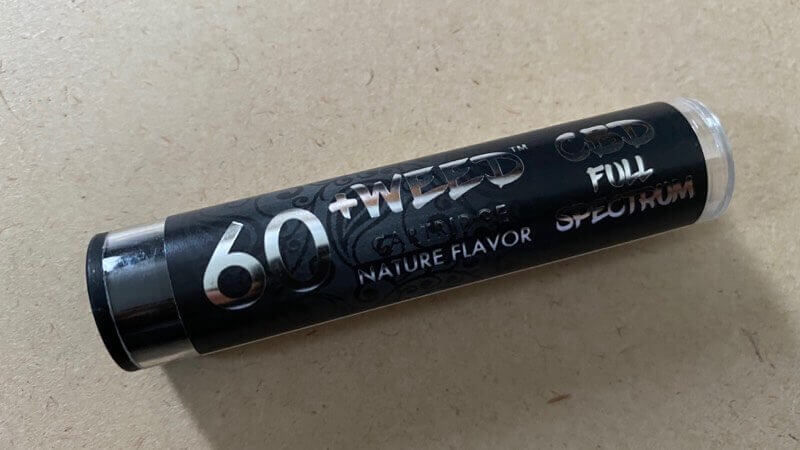 60
+WEED™
CARTRIDGE
NATURE FLAVOR
CBD
FULL
SPECTRUM